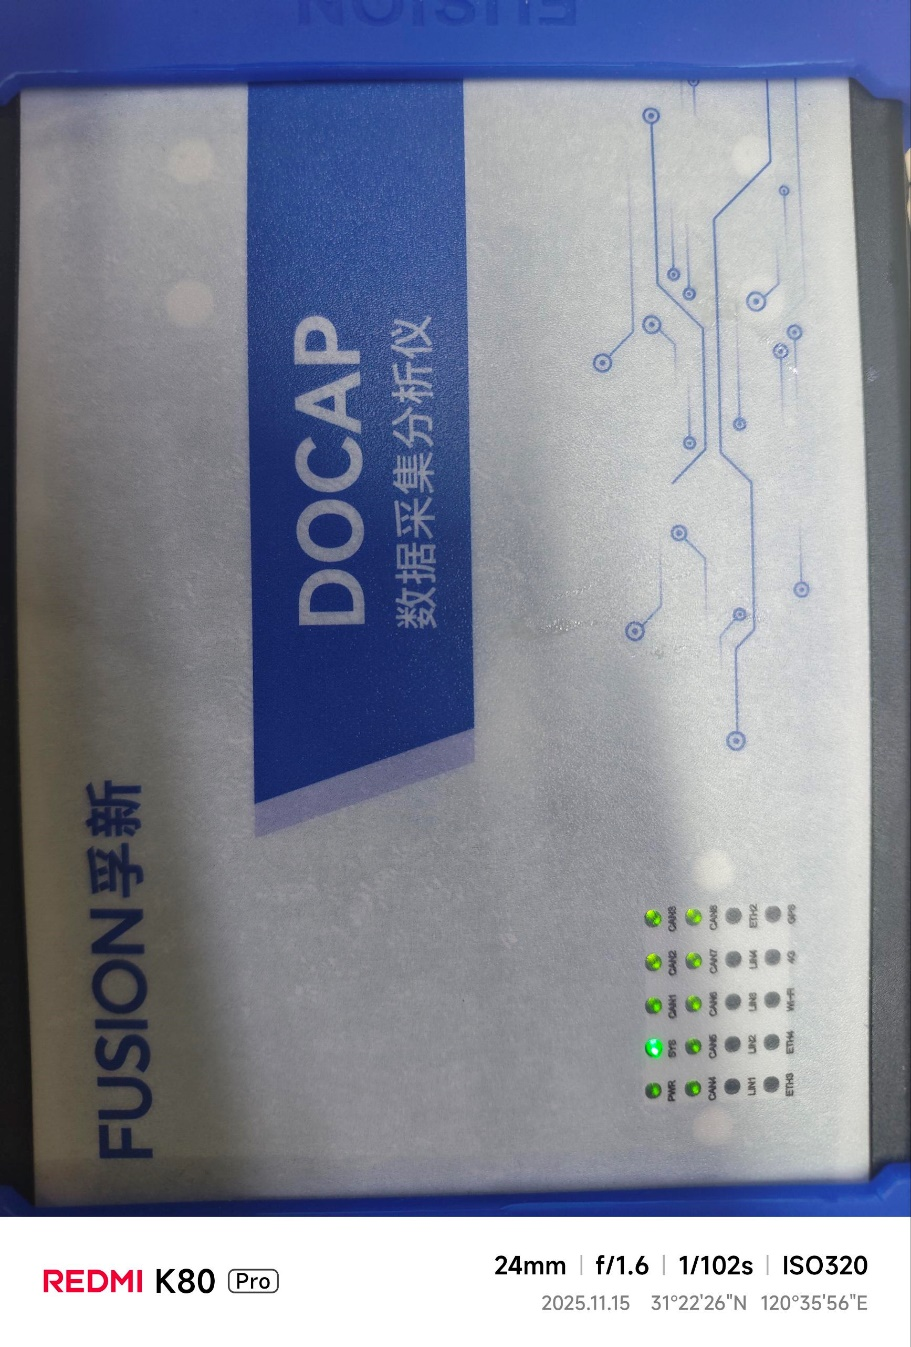 FUSION
FUSION孚新
DOCAP
数据采集分析仪
PWR SYS CAN1 CAN2 CAN3
CAN4 CAN5 CAN6 CAN7 CAN8
LIN1 LIN2 LIN3 LIN4 ETH2
ETH3 ETH4 WI-FI 4G GPS
REDMI K80 Pro
24mm | f/1.6 | 1/102s | ISO320
2025.11.15 31°22'26"N 120°35'56"E